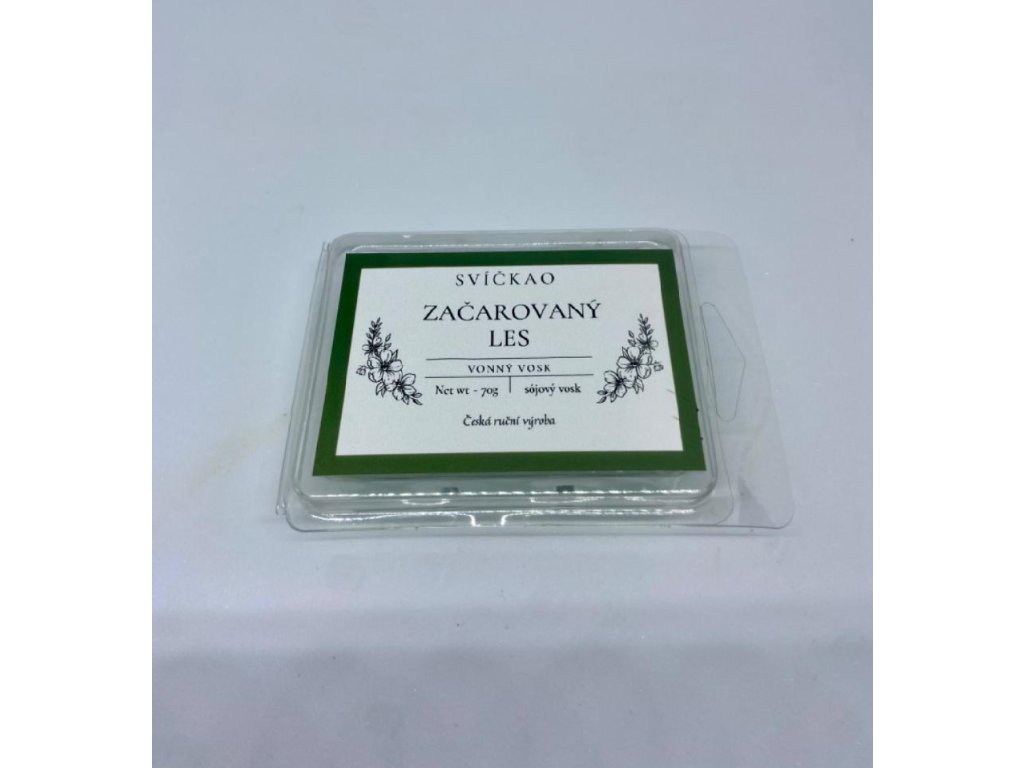 SVÍČKAO
ZAČAROVANÝ
LES
VONNÝ VOSK
Net wt - 70g sójový vosk
Česká ruční výroba